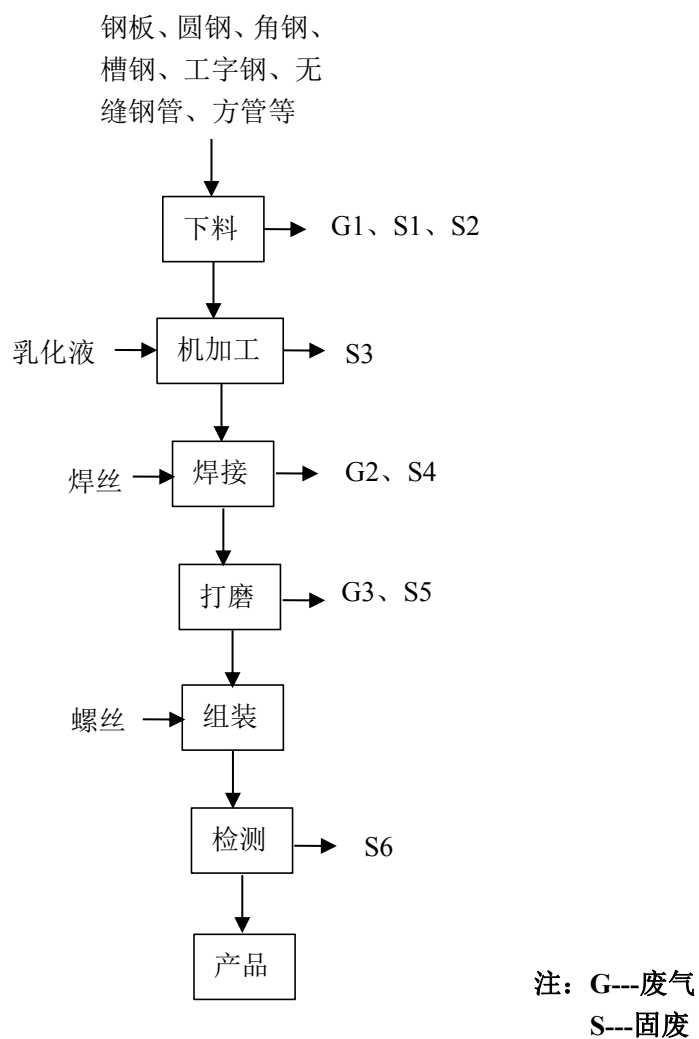 钢板、圆钢、角钢、
槽钢、工字钢、无
缝钢管、方管等
下料
G1、S1、S2
乳化液
机加工
S3
焊丝
焊接
G2、S4
打磨
G3、S5
螺丝
组装
检测
S6
产品
注：G---废气
S---固废